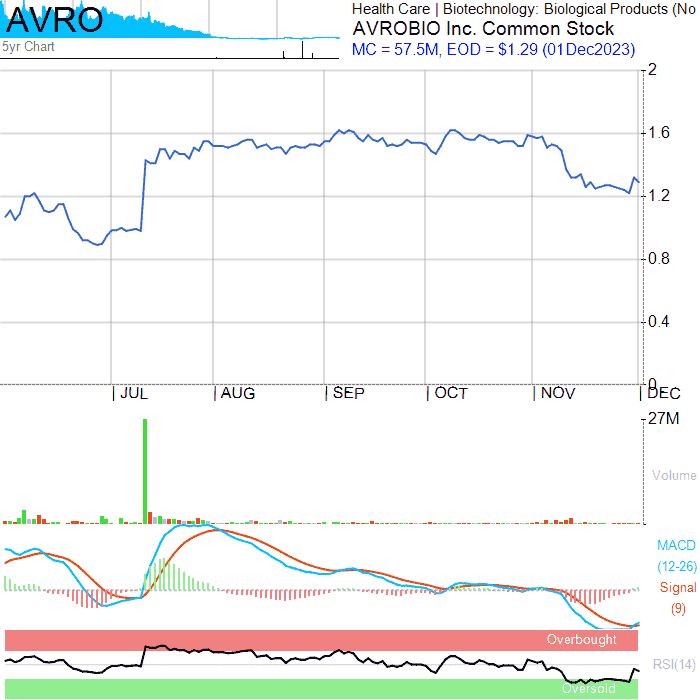 AVRO
5yr Chart
Health Care | Biotechnology: Biological Products (No
AVROBIO Inc. Common Stock
MC = 57.5M, EOD = $1.29 (01Dec2023)
2
1.6
1.2
0.8
0.4
0
JUL AUG SEP OCT NOV DEC
27M
Volume
MACD
(12-26)
Signal
(9)
Overbought
RSI(14)
Oversold